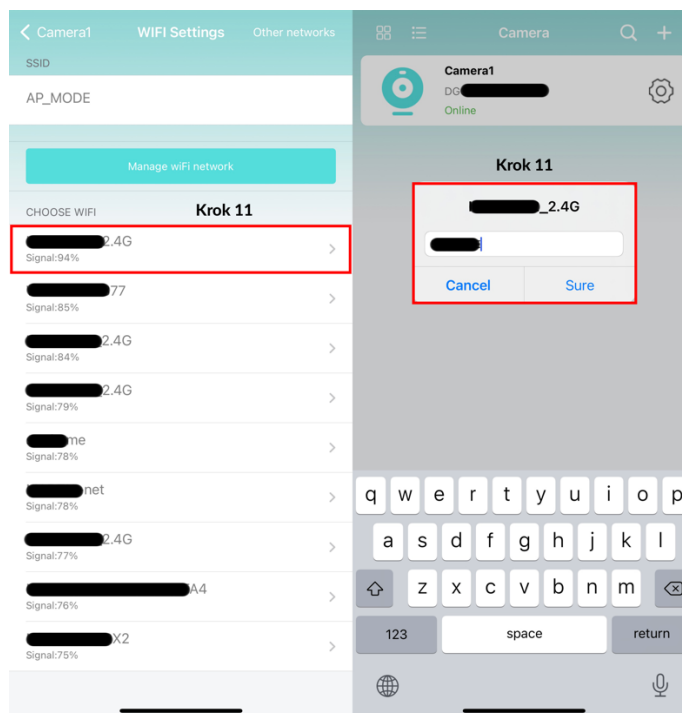 Camera1 WIFI Settings Other networks
SSID
AP_MODE
Manage wiFi network
CHOOSE WIFI Krok 11
2.4G
Signal:94%
77
Signal:85%
2.4G
Signal:84%
2.4G
Signal:79%
me
Signal:78%
net
Signal:78%
2.4G
Signal:77%
A4
Signal:76%
X2
Signal:75%
Camera
Camera1
DG
Online
Krok 11
_2.4G
Cancel Sure
q w e r t y u i o p
a s d f g h j k l
z x c v b n m
123 space return